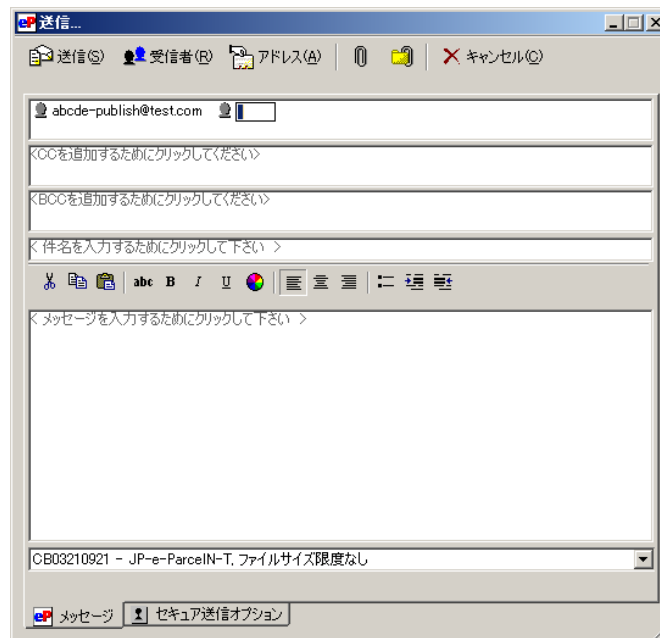 eP 送信...
送信(S) 受信者(R) アドレス(A) キャンセル(C)
abcde-publish@test.com
<CCを追加するためにクリックしてください>
<BCCを追加するためにクリックしてください>
< 件名を入力するためにクリックして下さい >
abc B I U
< メッセージを入力するためにクリックして下さい >
CB03210921 - JP-e-ParcelN-T, ファイルサイズ限度なし
eP メッセージ セキュア送信オプション